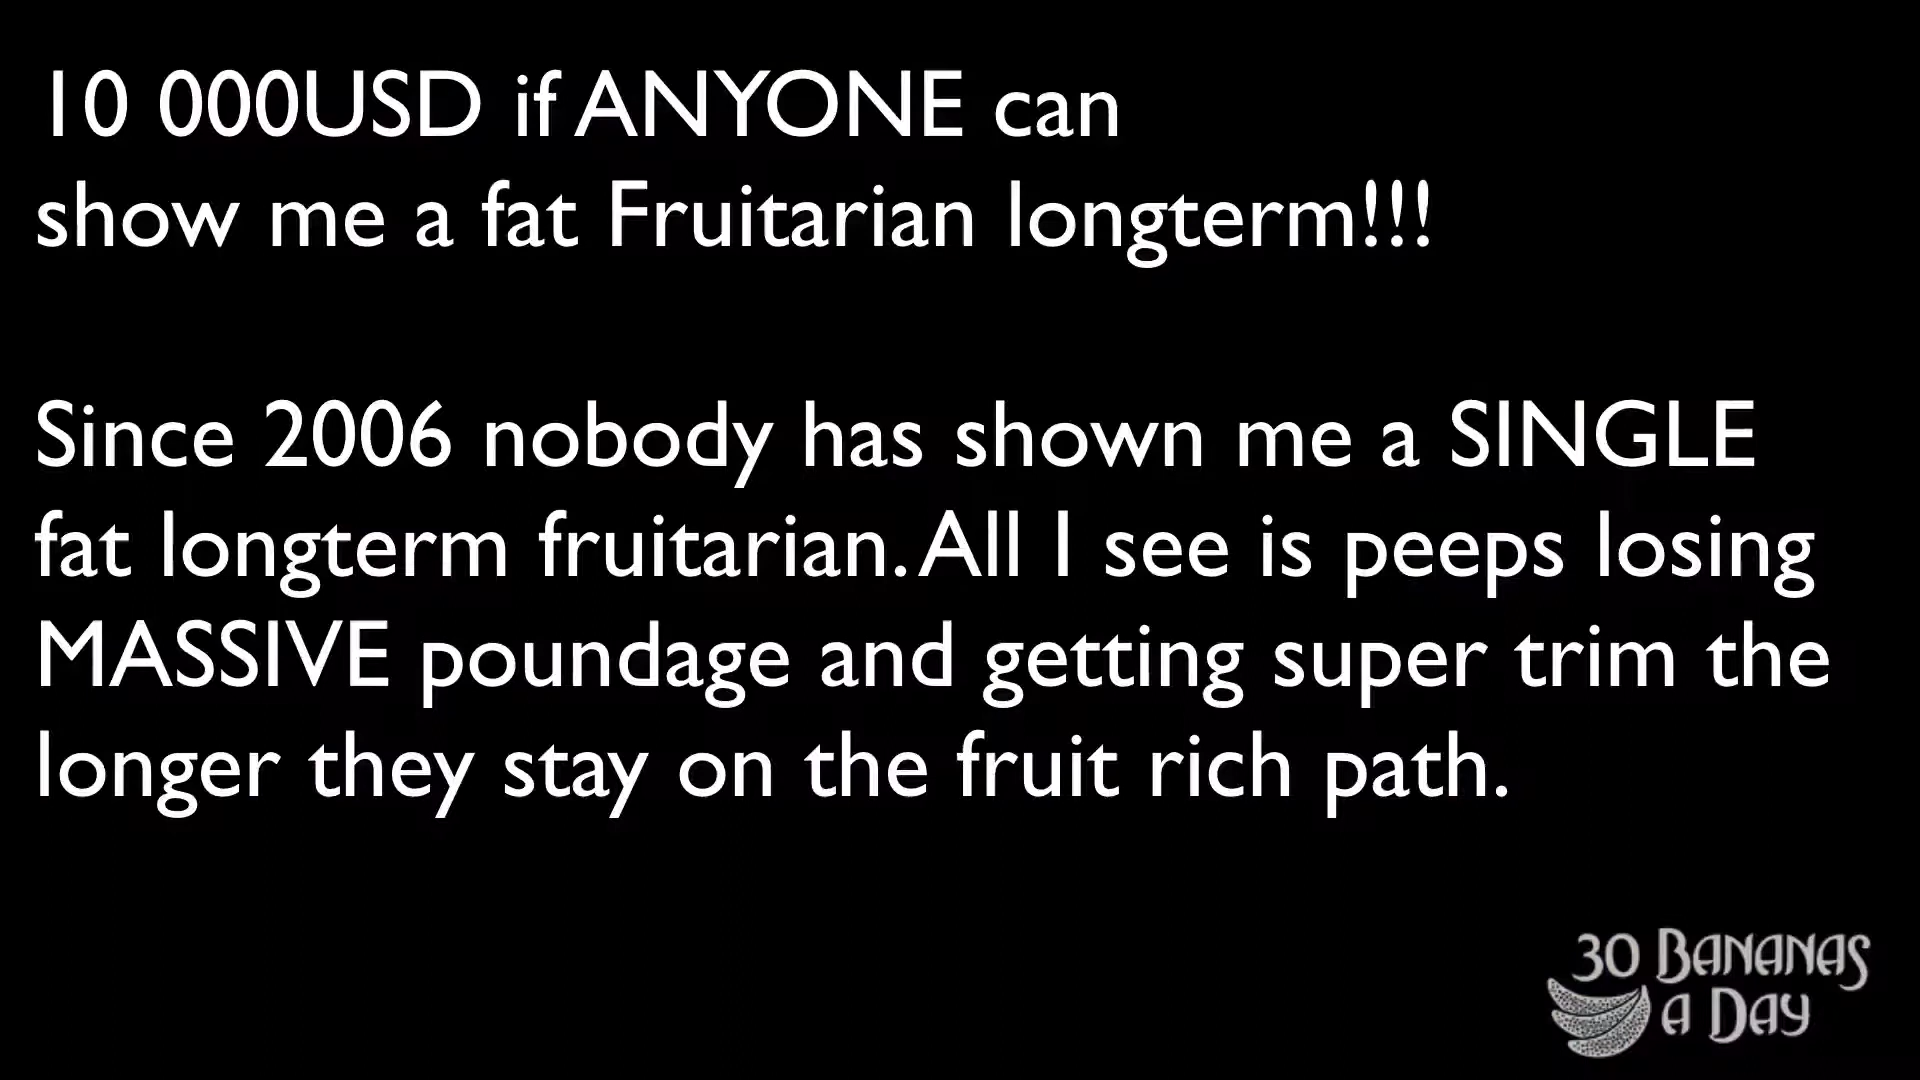 10 000USD if ANYONE can
show me a fat Fruitarian longterm!!!
Since 2006 nobody has shown me a SINGLE
fat longterm fruitarian. All I see is peeps losing
MASSIVE poundage and getting super trim the
longer they stay on the fruit rich path.
30 BANANAS
A DAY